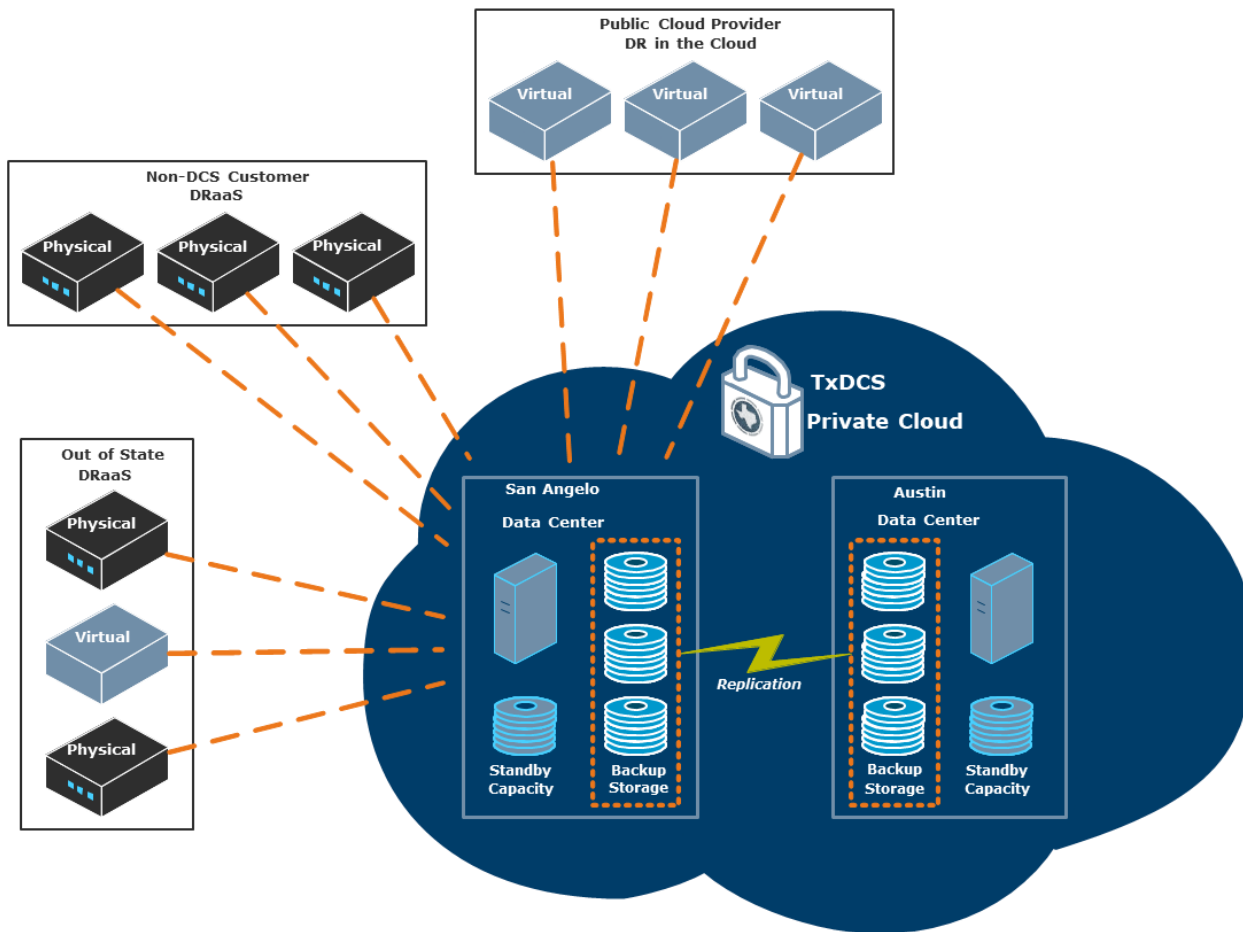 Public Cloud Provider
DR in the Cloud
Virtual
Virtual
Virtual
Non-DCS Customer
DRaaS
Physical
Physical
Physical
TxDCS
Private Cloud
Out of State
DRaaS
Physical
Virtual
Physical
San Angelo
Data Center
Standby
Capacity
Backup
Storage
Replication
Austin
Data Center
Backup
Storage
Standby
Capacity